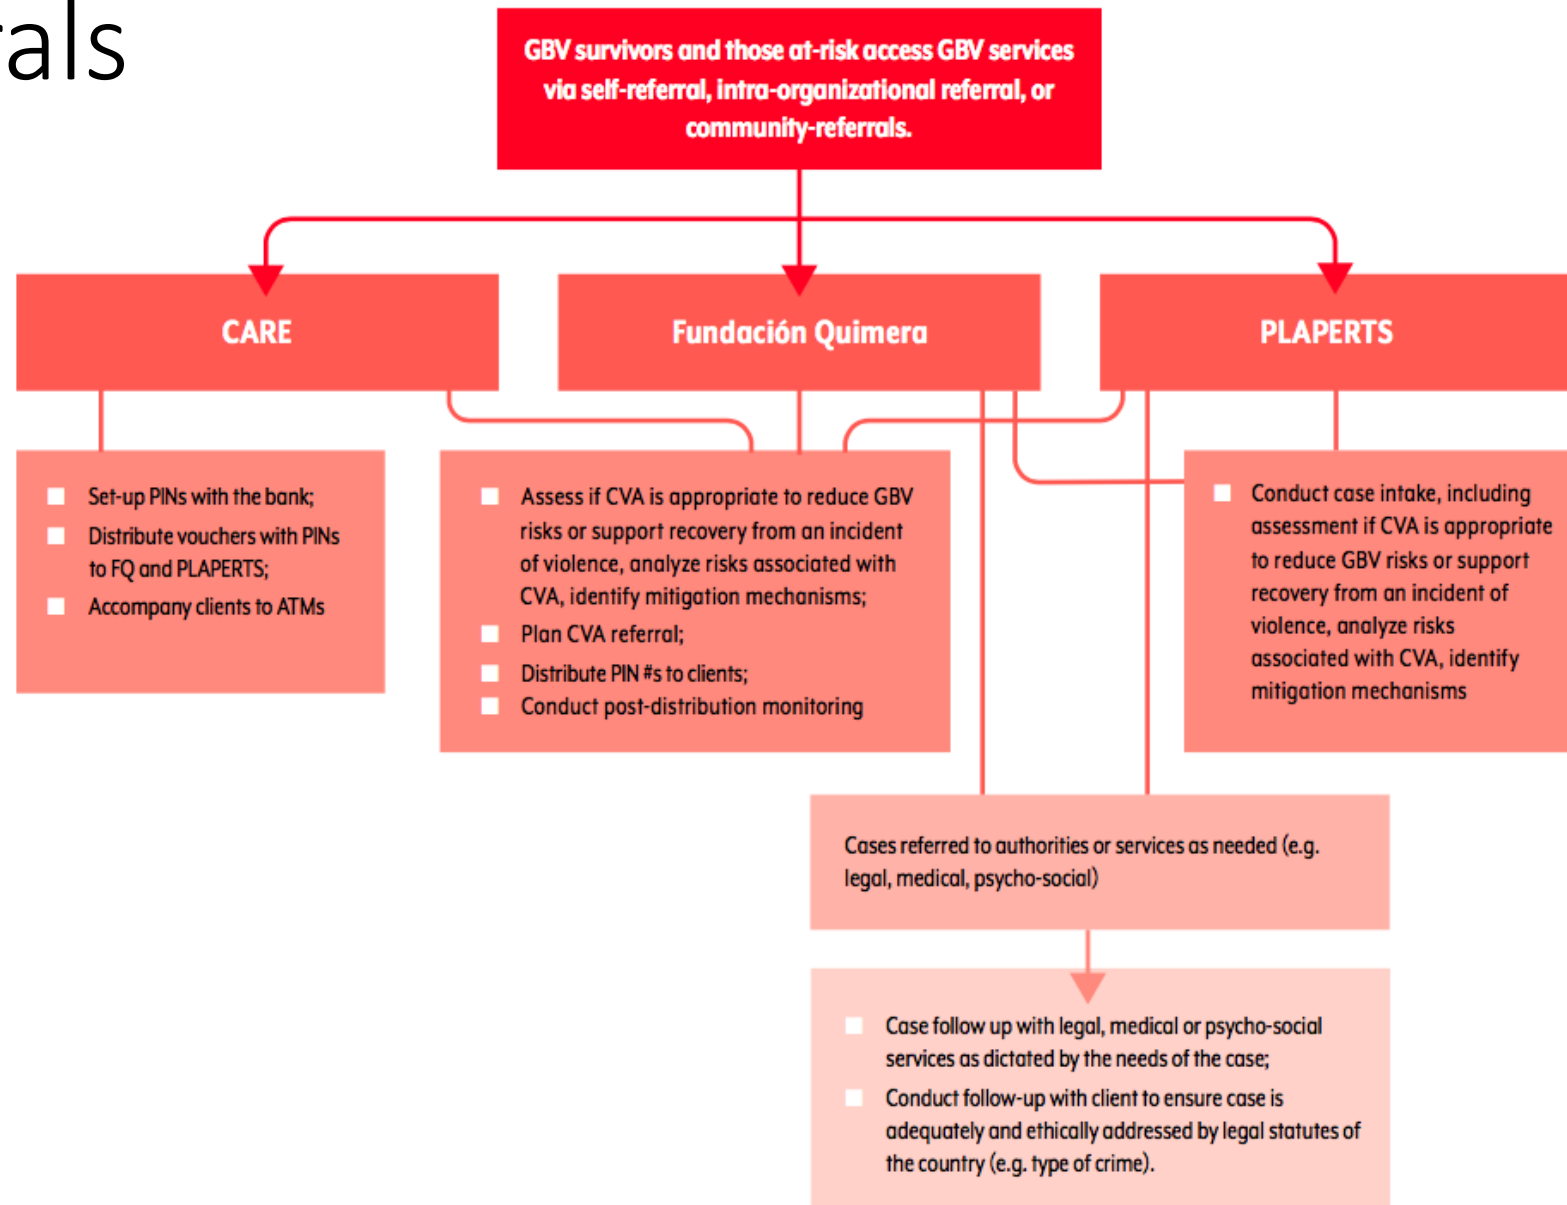 rals
GBV survivors and those at-risk access GBV services
via self-referral, intra-organizational referral, or
community-referrals.
CARE
Fundación Quimera
PLAPERTS
Set-up PINs with the bank;
Distribute vouchers with PINs
to FQ and PLAPERTS;
Accompany clients to ATMs
Assess if CVA is appropriate to reduce GBV
risks or support recovery from an incident
of violence, analyze risks associated with
CVA, identify mitigation mechanisms;
Plan CVA referral;
Distribute PIN #s to clients;
Conduct post-distribution monitoring
Conduct case intake, including
assessment if CVA is appropriate
to reduce GBV risks or support
recovery from an incident of
violence, analyze risks
associated with CVA, identify
mitigation mechanisms
Cases referred to authorities or services as needed (e.g.
legal, medical, psycho-social)
Case follow up with legal, medical or psycho-social
services as dictated by the needs of the case;
Conduct follow-up with client to ensure case is
adequately and ethically addressed by legal statutes of
the country (e.g. type of crime).